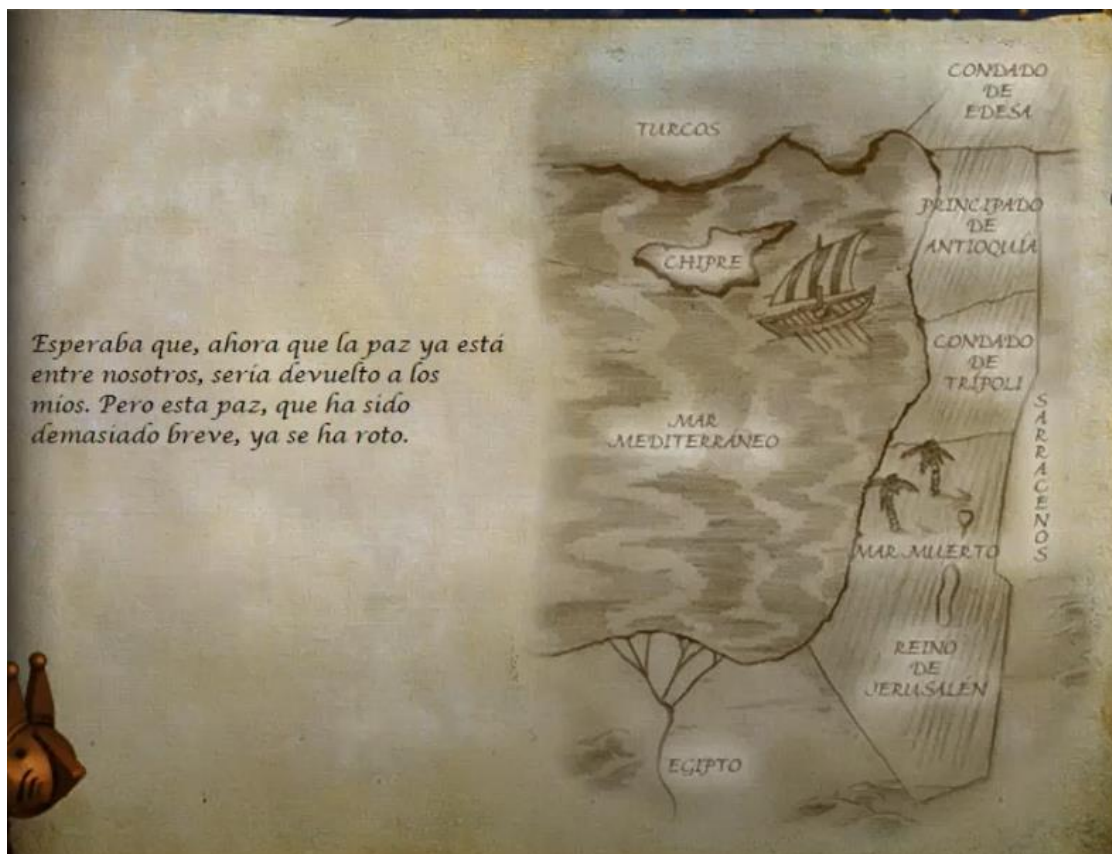 Esperaba que, ahora que la paz ya está
entre nosotros, sería devuelto a los
míos. Pero esta paz, que ha sido
demasiado breve, ya se ha roto.
CONDADO
DE
EDESA
TURCOS
PRINCIPADO
DE
ANTIOQUÍA
CHIPRE
CONDADO
DE
TRÍPOLI
MAR
MEDITERRÁNEO
SARRACENOS
MAR MUERTO
REINO
DE
JERUSALÉN
EGIPTO